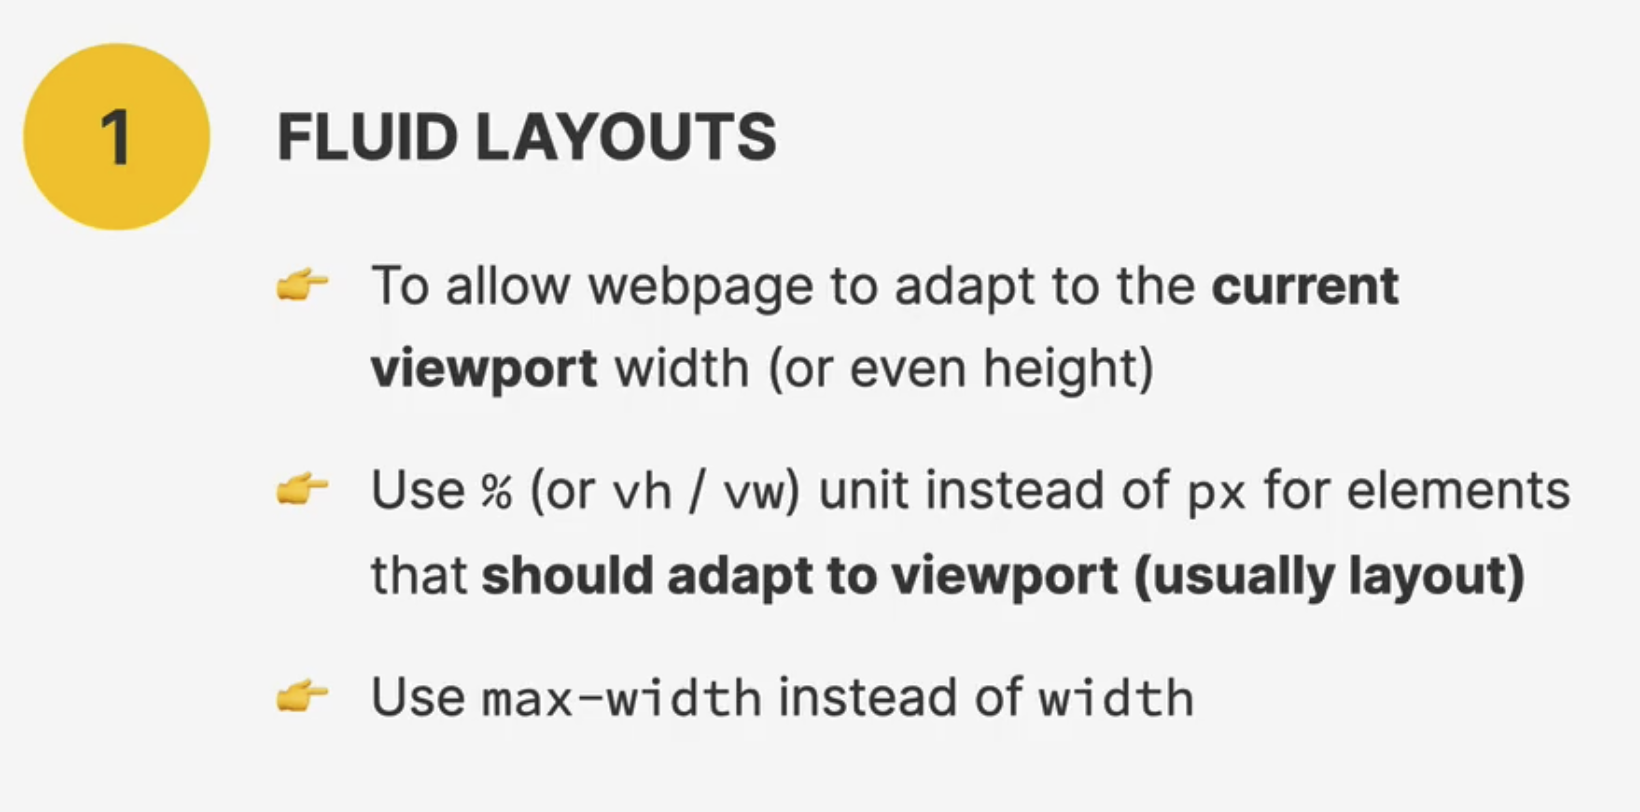 1
FLUID LAYOUTS
👉 To allow webpage to adapt to the current
viewport width (or even height)
👉 Use % (or vh / vw) unit instead of px for elements
that should adapt to viewport (usually layout)
👉 Use max-width instead of width